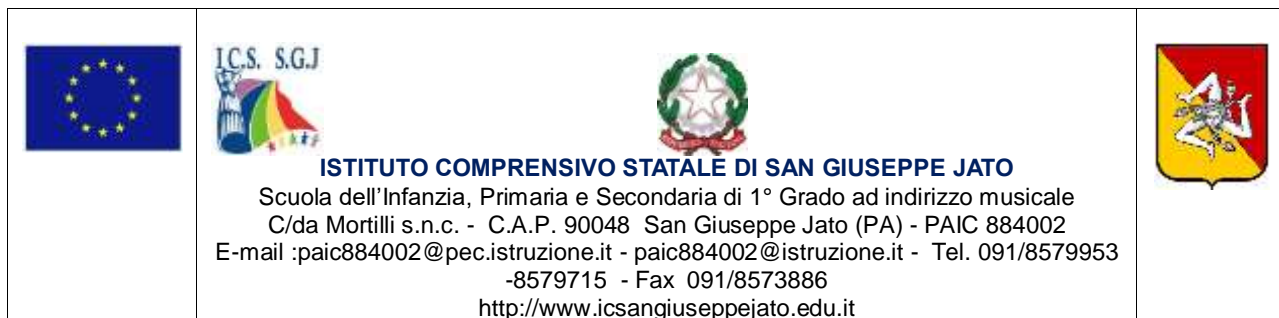 I.C.S. S.G.J
ISTITUTO COMPRENSIVO STATALE DI SAN GIUSEPPE JATO
Scuola dell'Infanzia, Primaria e Secondaria di 1° Grado ad indirizzo musicale
C/da Mortilli s.n.c. - C.A.P. 90048 San Giuseppe Jato (PA) - PAIC 884002
E-mail :paic884002@pec.istruzione.it - paic884002@istruzione.it - Tel. 091/8579953
-8579715 - Fax 091/8573886
http://www.icsangiuseppejato.edu.it